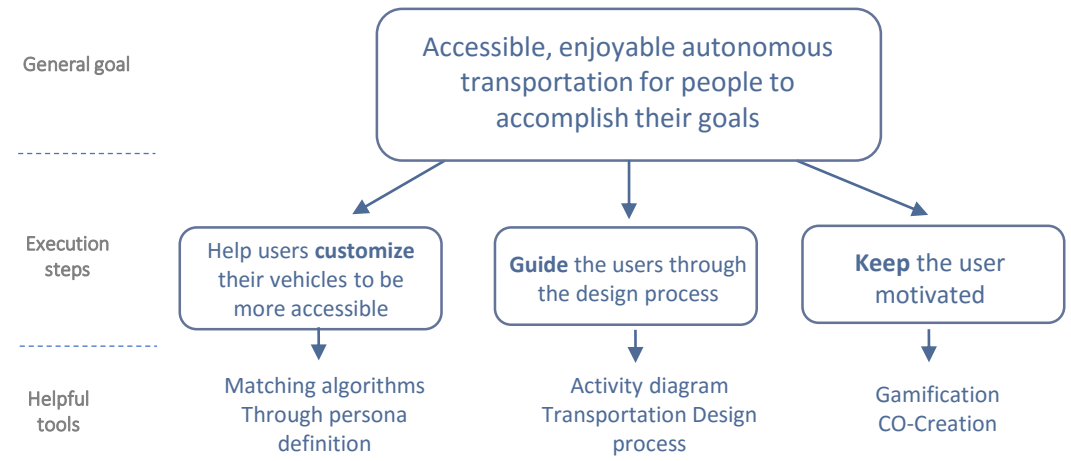 General goal
Accessible, enjoyable autonomous
transportation for people to
accomplish their goals
Execution
steps
Help users customize
their vehicles to be
more accessible
Guide the users through
the design process
Keep the user
motivated
Helpful
tools
Matching algorithms
Through persona
definition
Activity diagram
Transportation Design
process
Gamification
CO-Creation